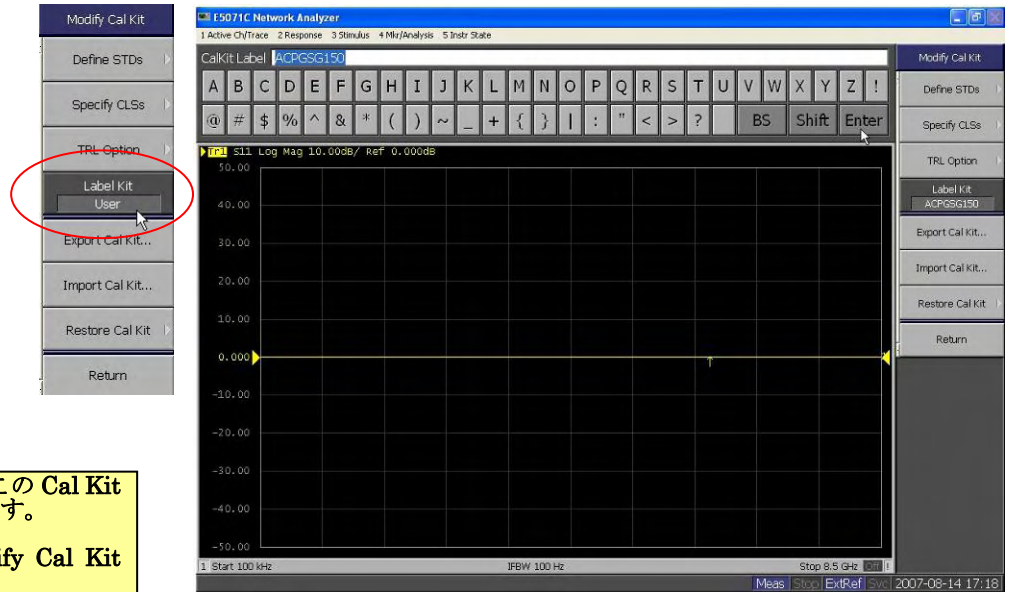 Modify Cal Kit
Define STDs
Specify CLSs
TRL Option
Label Kit
User
Export Cal Kit...
Import Cal Kit...
Restore Cal Kit
Return
この Cal Kit
す。
ify Cal Kit
E5071C Network Analyzer
1 Active Ch/Trace 2 Response 3 Stimulus 4 Mkr/Analysis 5 Instr State
CalKit Label ACPGSG150
A B C D E F G H I J K L M N O P Q R S T U V W X Y Z !
@ # $ % ^ & * ( ) ~ _ + { } | : " < > ? BS Shift Enter
Tr1 S11 Log Mag 10.00dB/ Ref 0.000dB
50.00
40.00
30.00
20.00
10.00
0.000
-10.00
-20.00
-30.00
-40.00
-50.00
1 Start 100 kHz IFBW 100 Hz Stop 8.5 GHz Off !
Meas Stop ExtRef Svc 2007-08-14 17:18
Modify Cal Kit
Define STDs
Specify CLSs
TRL Option
Label Kit
ACPGSG150
Export Cal Kit...
Import Cal Kit...
Restore Cal Kit
Return